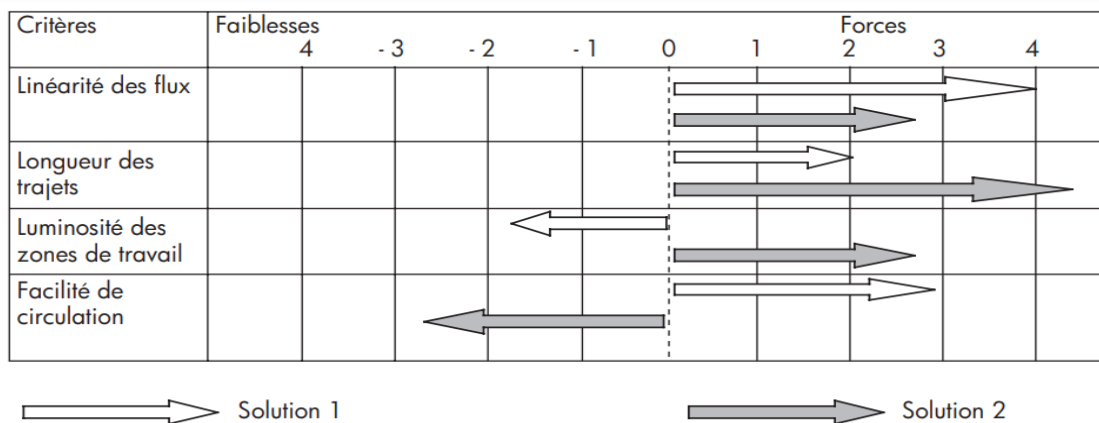 Critères Faiblesses Forces
4 - 3 - 2 - 1 0 1 2 3 4
Linéarité des flux
Longueur des
trajets
Luminosité des
zones de travail
Facilité de
circulation
Solution 1 Solution 2